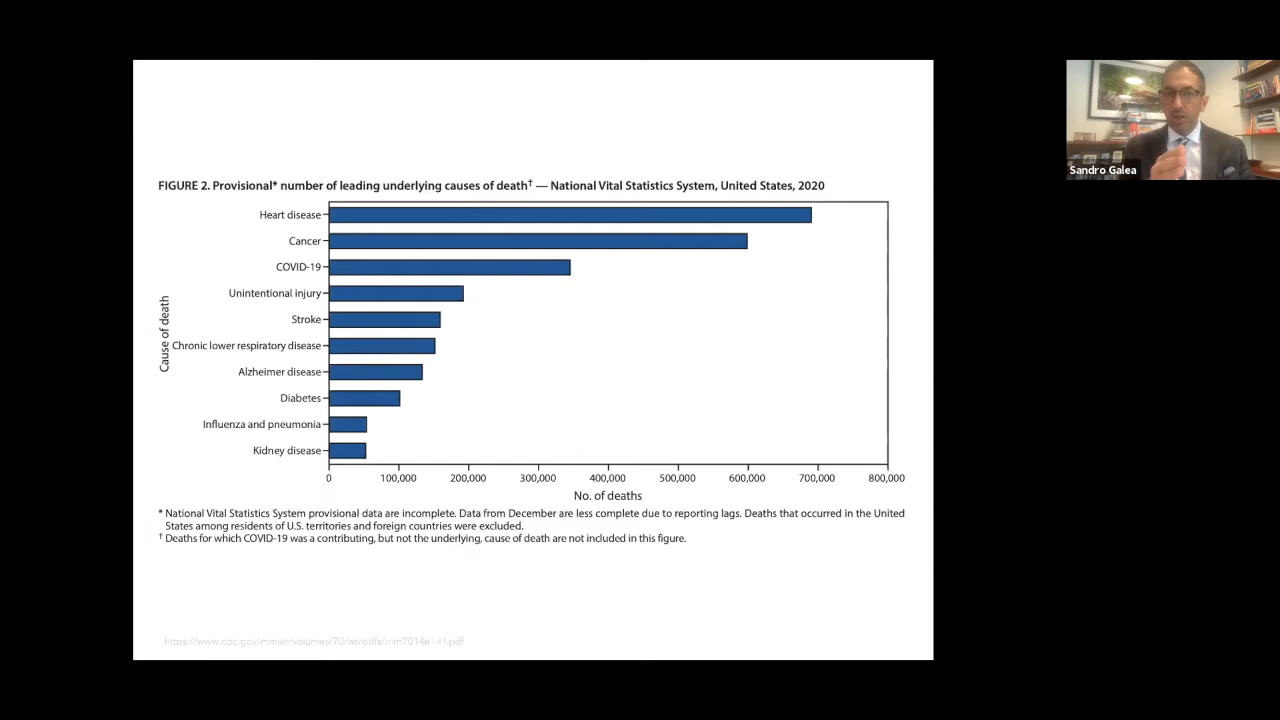 Sandro Galea
FIGURE 2. Provisional* number of leading underlying causes of death† — National Vital Statistics System, United States, 2020
Cause of death
Heart disease
Cancer
COVID-19
Unintentional injury
Stroke
Chronic lower respiratory disease
Alzheimer disease
Diabetes
Influenza and pneumonia
Kidney disease
0 100,000 200,000 300,000 400,000 500,000 600,000 700,000 800,000
No. of deaths
* National Vital Statistics System provisional data are incomplete. Data from December are less complete due to reporting lags. Deaths that occurred in the United
States among residents of U.S. territories and foreign countries were excluded.
† Deaths for which COVID-19 was a contributing, but not the underlying, cause of death are not included in this figure.